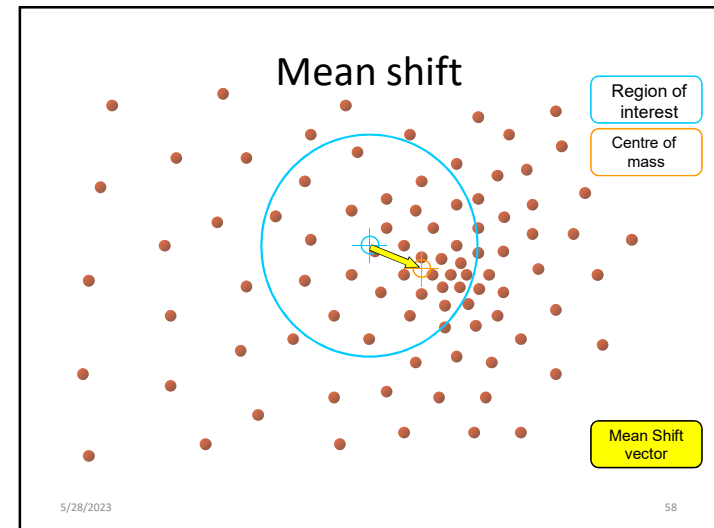 Mean shift
Region of
interest
Centre of
mass
Mean Shift
vector
5/28/2023
58